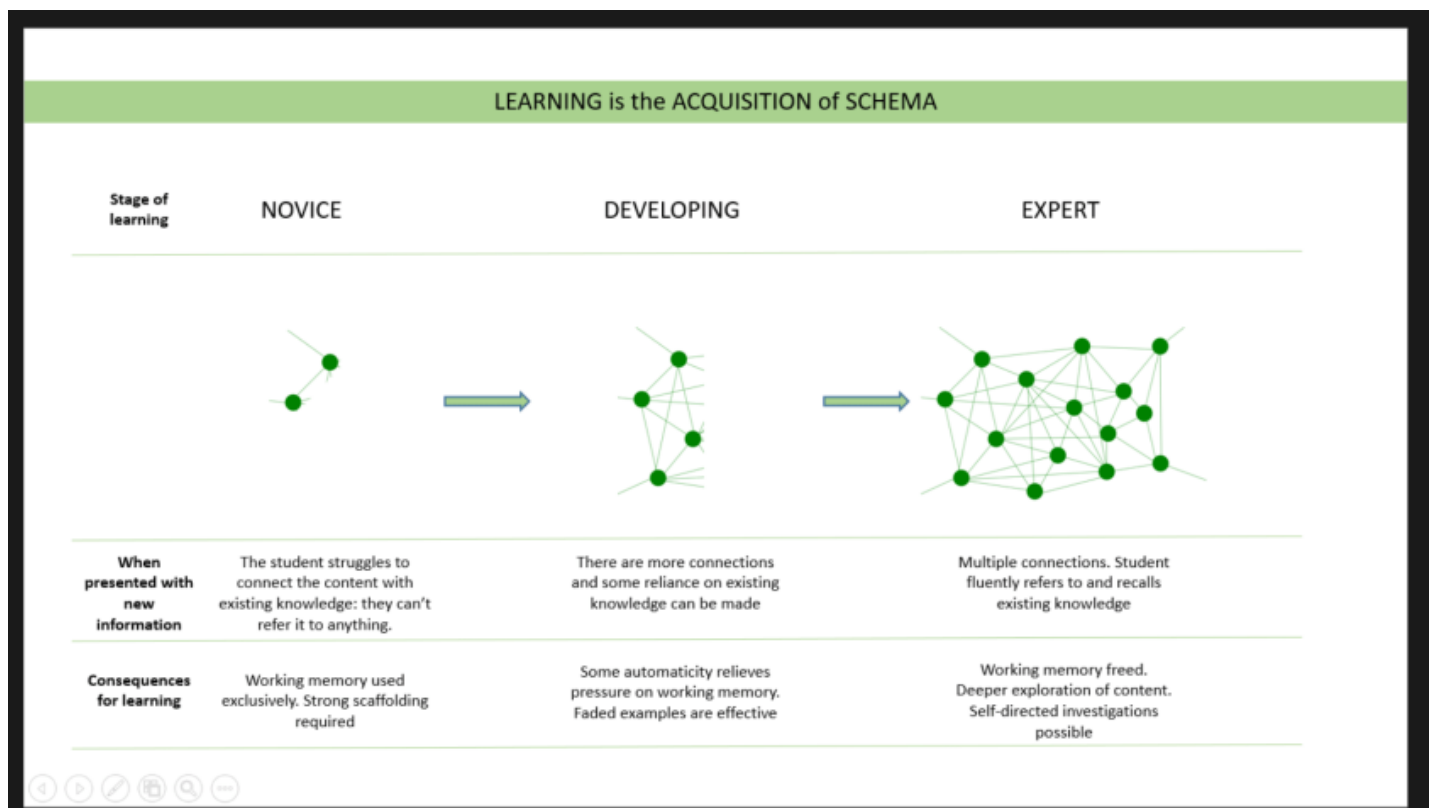 LEARNING is the ACQUISITION of SCHEMA
Stage of
learning
NOVICE
DEVELOPING
EXPERT
When
presented with
new
information
The student struggles to
connect the content with
existing knowledge: they can't
refer it to anything.
There are more connections
and some reliance on existing
knowledge can be made
Multiple connections. Student
fluently refers to and recalls
existing knowledge
Consequences
for learning
Working memory used
exclusively. Strong scaffolding
required
Some automaticity relieves
pressure on working memory.
Faded examples are effective
Working memory freed.
Deeper exploration of content.
Self-directed investigations
possible